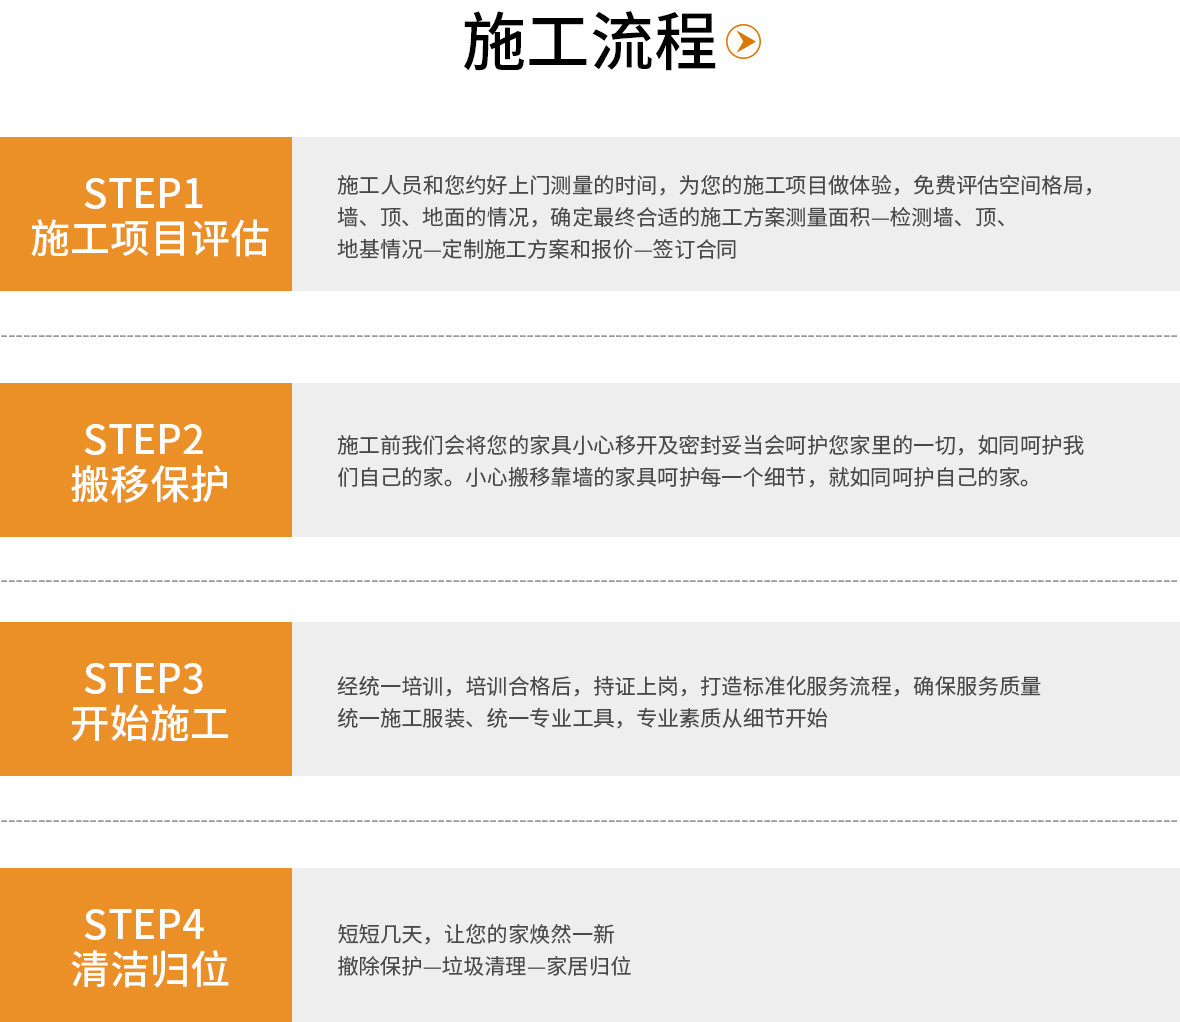 施工流程
STEP1
施工项目评估
施工人员和您约好上门测量的时间，为您的施工项目做体验，免费评估空间格局，
墙、顶、地面的情况，确定最终合适的施工方案测量面积—检测墙、顶、
地基情况—定制施工方案和报价—签订合同
STEP2
搬移保护
施工前我们会将您的家具小心移开及密封妥当会呵护您家里的一切，如同呵护我
们自己的家。小心搬移靠墙的家具呵护每一个细节，就如同呵护自己的家。
STEP3
开始施工
经统一培训，培训合格后，持证上岗，打造标准化服务流程，确保服务质量
统一施工服装、统一专业工具，专业素质从细节开始
STEP4
清洁归位
短短几天，让您的家焕然一新
撤除保护—垃圾清理—家居归位